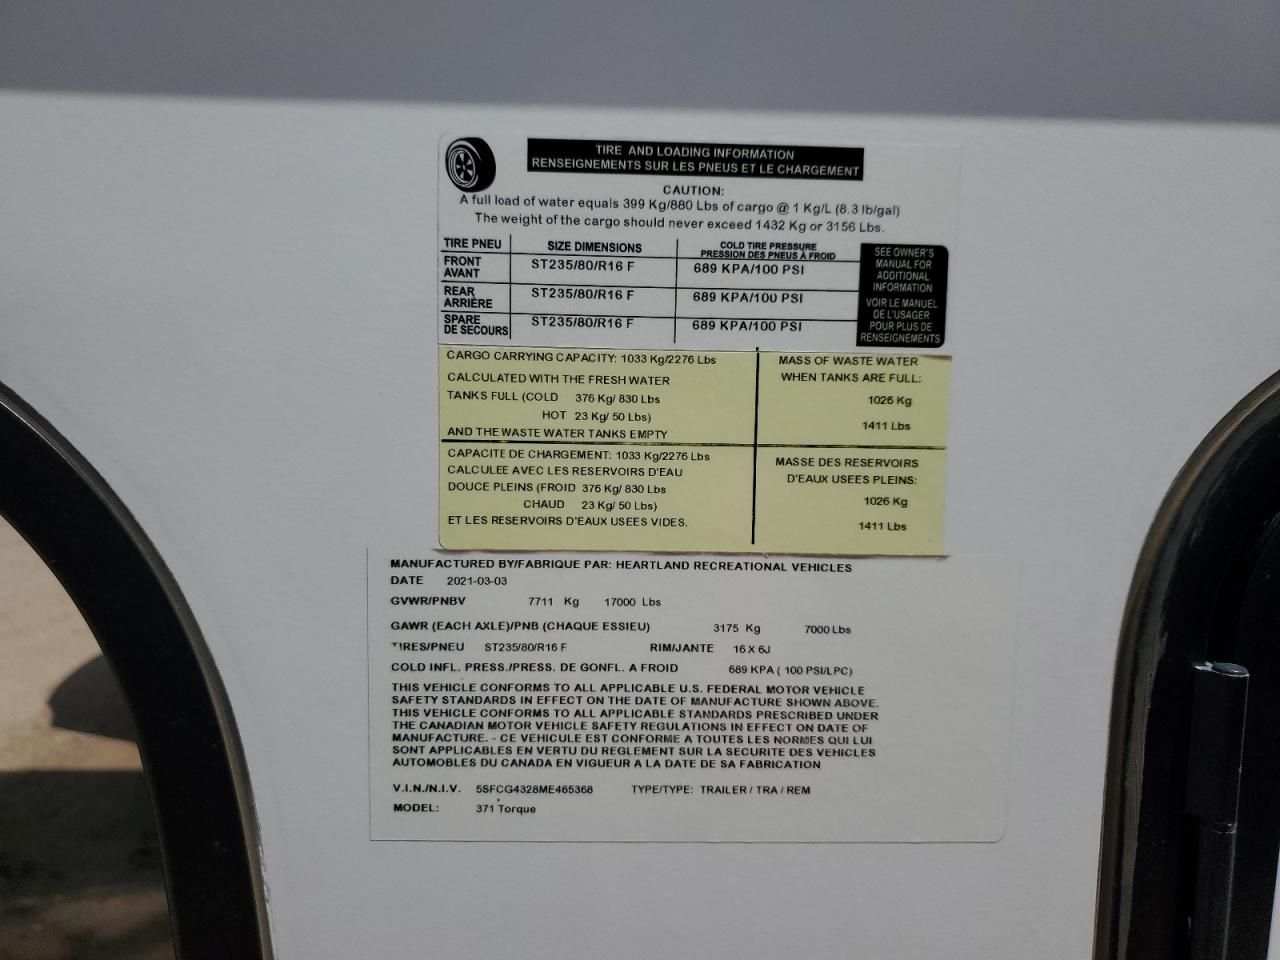 TIRE AND LOADING INFORMATION
RENSEIGNEMENTS SUR LES PNEUS ET LE CHARGEMENT
CAUTION:
A full load of water equals 399 Kg/880 Lbs of cargo @ 1 Kg/L (8.3 lb/gal)
The weight of the cargo should never exceed 1432 Kg or 3156 Lbs.
TIRE PNEU SIZE DIMENSIONS COLD TIRE PRESSURE
PRESSION DES PNEUS À FROID
FRONT
AVANT ST235/80/R16 F 689 KPA/100 PSI
REAR
ARRIÈRE ST235/80/R16 F 689 KPA/100 PSI
SPARE
DE SECOURS ST235/80/R16 F 689 KPA/100 PSI
SEE OWNER'S
MANUAL FOR
ADDITIONAL
INFORMATION
VOIR LE MANUEL
DE L'USAGER
POUR PLUS DE
RENSEIGNEMENTS
CARGO CARRYING CAPACITY: 1033 Kg/2276 Lbs
CALCULATED WITH THE FRESH WATER
TANKS FULL (COLD 376 Kg/ 830 Lbs
HOT 23 Kg/ 50 Lbs)
AND THE WASTE WATER TANKS EMPTY
MASS OF WASTE WATER
WHEN TANKS ARE FULL:
1026 Kg
1411 Lbs
CAPACITE DE CHARGEMENT: 1033 Kg/2276 Lbs
CALCULEE AVEC LES RESERVOIRS D'EAU
DOUCE PLEINS (FROID 376 Kg/ 830 Lbs
CHAUD 23 Kg/ 50 Lbs)
ET LES RESERVOIRS D'EAUX USEES VIDES.
MASSE DES RESERVOIRS
D'EAUX USEES PLEINS:
1026 Kg
1411 Lbs
MANUFACTURED BY/FABRIQUE PAR: HEARTLAND RECREATIONAL VEHICLES
DATE 2021-03-03
GVWR/PNBV 7711 Kg 17000 Lbs
GAWR (EACH AXLE)/PNB (CHAQUE ESSIEU) 3175 Kg 7000 Lbs
TIRES/PNEU ST235/80/R16 F RIM/JANTE 16 X 6J
COLD INFL. PRESS./PRESS. DE GONFL. A FROID 689 KPA ( 100 PSI/LPC)
THIS VEHICLE CONFORMS TO ALL APPLICABLE U.S. FEDERAL MOTOR VEHICLE
SAFETY STANDARDS IN EFFECT ON THE DATE OF MANUFACTURE SHOWN ABOVE.
THIS VEHICLE CONFORMS TO ALL APPLICABLE STANDARDS PRESCRIBED UNDER
THE CANADIAN MOTOR VEHICLE SAFETY REGULATIONS IN EFFECT ON DATE OF
MANUFACTURE. - CE VEHICULE EST CONFORME A TOUTES LES NORMES QUI LUI
SONT APPLICABLES EN VERTU DU REGLEMENT SUR LA SECURITE DES VEHICLES
AUTOMOBILES DU CANADA EN VIGUEUR A LA DATE DE SA FABRICATION
V.I.N./N.I.V. 5SFCG4328ME465368 TYPE/TYPE: TRAILER / TRA / REM
MODEL: 371 Torque